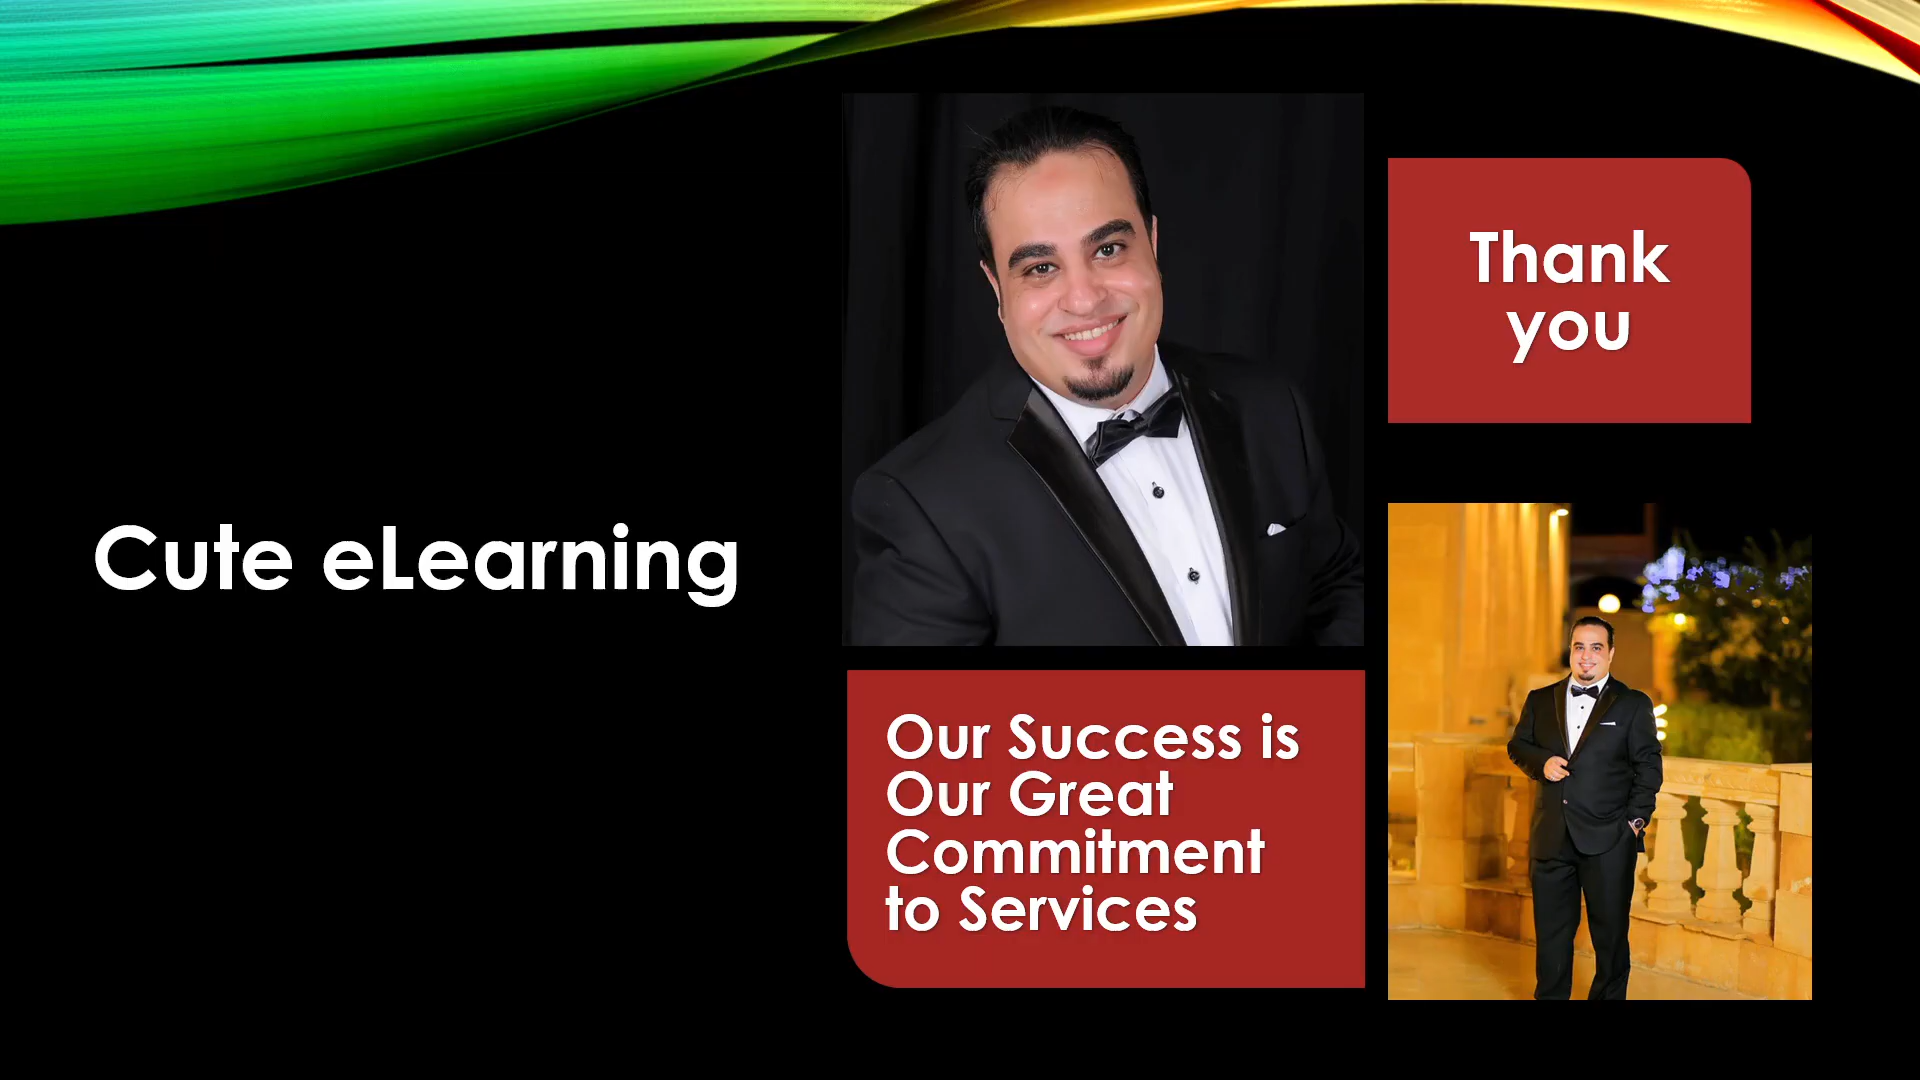 Cute eLearning
Thank
you
Our Success is
Our Great
Commitment
to Services